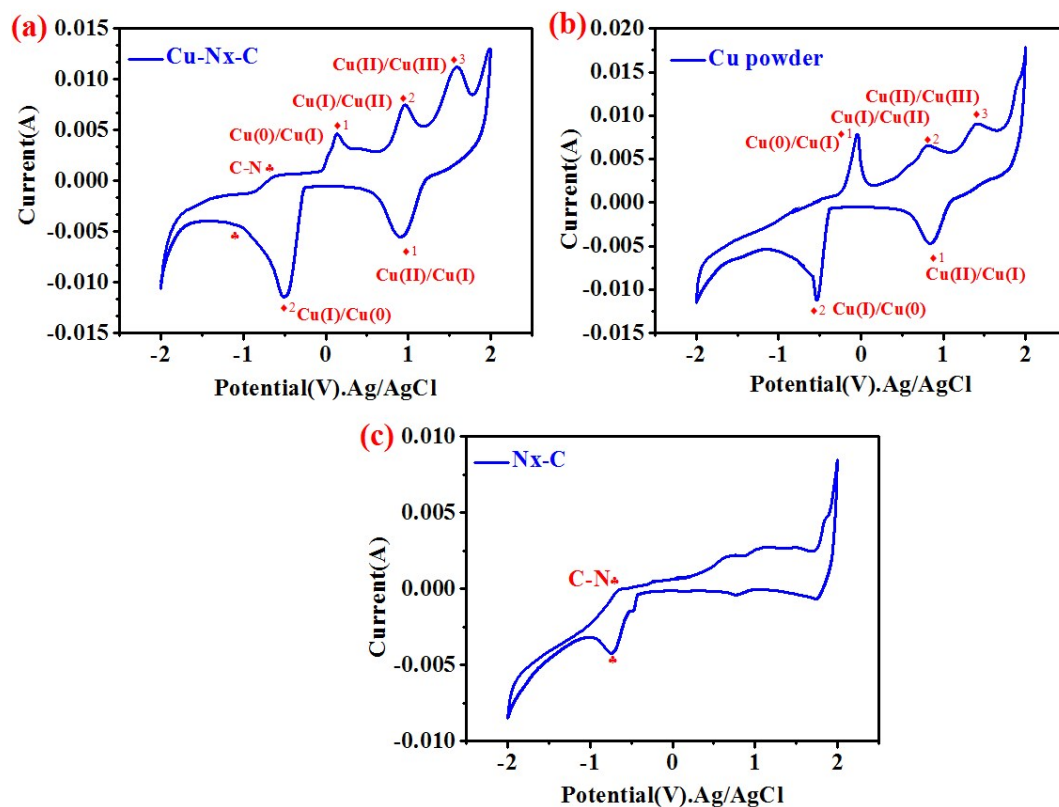 (a)
0.015
0.010
0.005
0.000
-0.005
-0.010
-0.015
Current(A)
Cu-Nx-C
Cu(II)/Cu(III)
♦3
Cu(I)/Cu(II)
♦2
Cu(0)/Cu(I)
♦1
C-N ♣
♣
♦1
Cu(II)/Cu(I)
♦2 Cu(I)/Cu(0)
-2 -1 0 1 2
Potential(V).Ag/AgCl
(b)
0.020
0.015
0.010
0.005
0.000
-0.005
-0.010
-0.015
Current(A)
Cu powder
Cu(II)/Cu(III)
♦3
Cu(I)/Cu(II)
♦2
Cu(0)/Cu(I)
♦1
♦1
Cu(II)/Cu(I)
♦2 Cu(I)/Cu(0)
-2 -1 0 1 2
Potential(V).Ag/AgCl
(c)
0.010
0.005
0.000
-0.005
-0.010
Current(A)
Nx-C
C-N♣
♣
-2 -1 0 1 2
Potential(V).Ag/AgCl